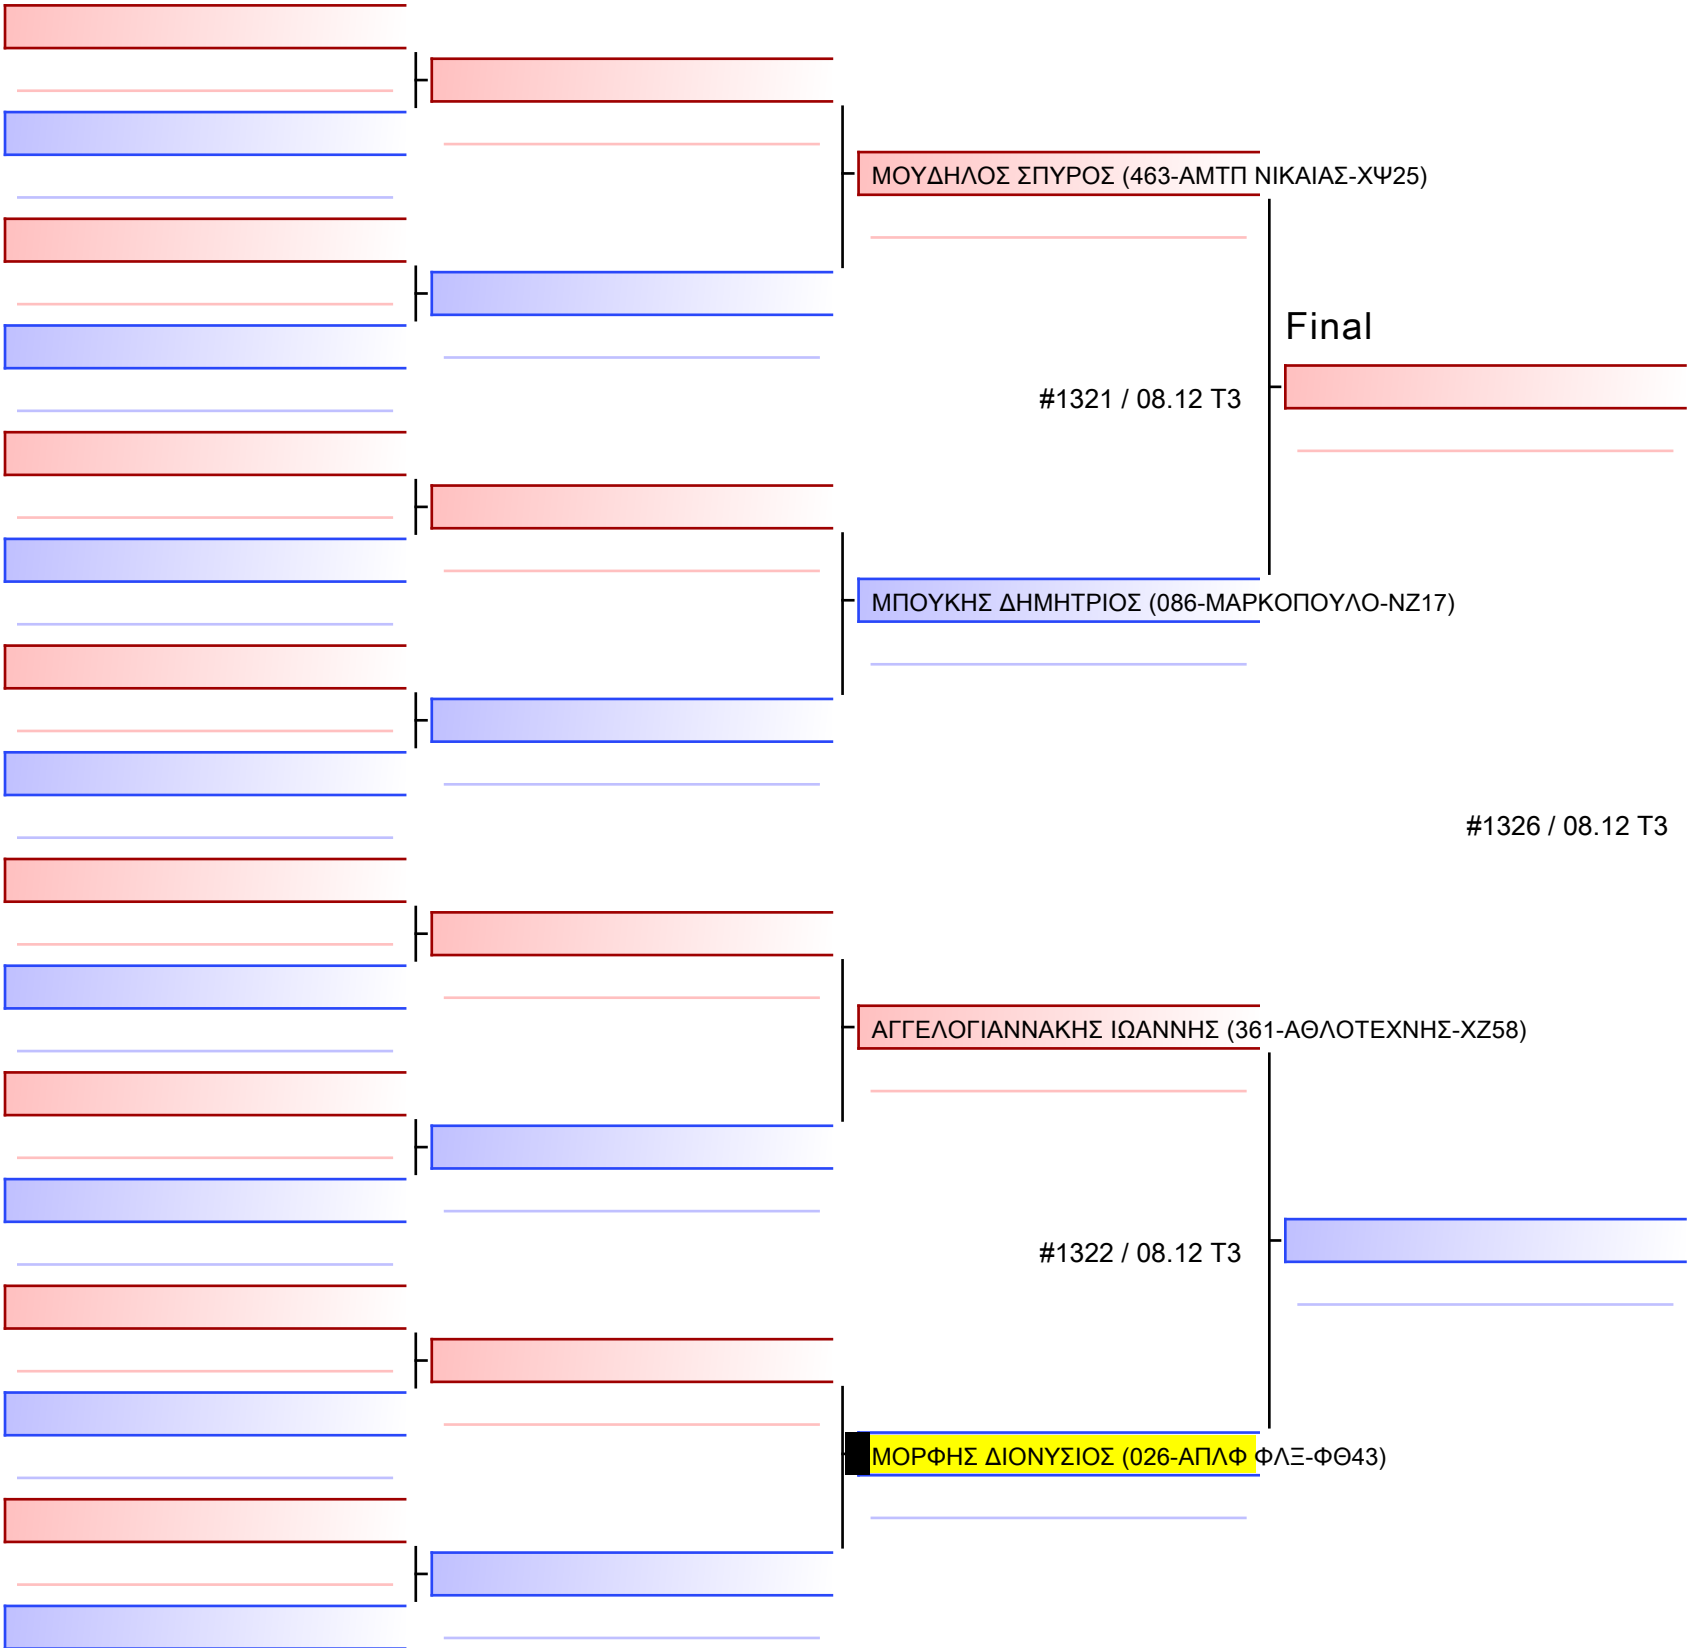 ΜΟΥΔΗΛΟΣ ΣΠΥΡΟΣ (463-ΑΜΤΠ ΝΙΚΑΙΑΣ-ΧΨ25)
Final
#1321 / 08.12 T3
ΜΠΟΥΚΗΣ ΔΗΜΗΤΡΙΟΣ (086-ΜΑΡΚΟΠΟΥΛΟ-ΝΖ17)
#1326 / 08.12 T3
ΑΓΓΕΛΟΓΙΑΝΝΑΚΗΣ ΙΩΑΝΝΗΣ (361-ΑΘΛΟΤΕΧΝΗΣ-ΧΖ58)
#1322 / 08.12 T3
ΜΟΡΦΗΣ ΔΙΟΝΥΣΙΟΣ (026-ΑΠΛΦ ΦΛΞ-ΦΘ43)